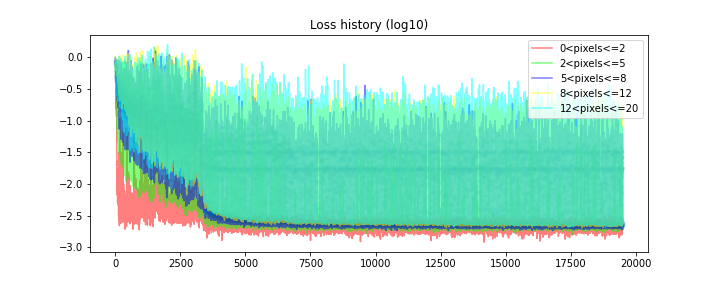 Loss history (log10)
0<pixels<=2
2<pixels<=5
5<pixels<=8
8<pixels<=12
12<pixels<=20
0.0
−0.5
−1.0
−1.5
−2.0
−2.5
−3.0
0 2500 5000 7500 10000 12500 15000 17500 20000